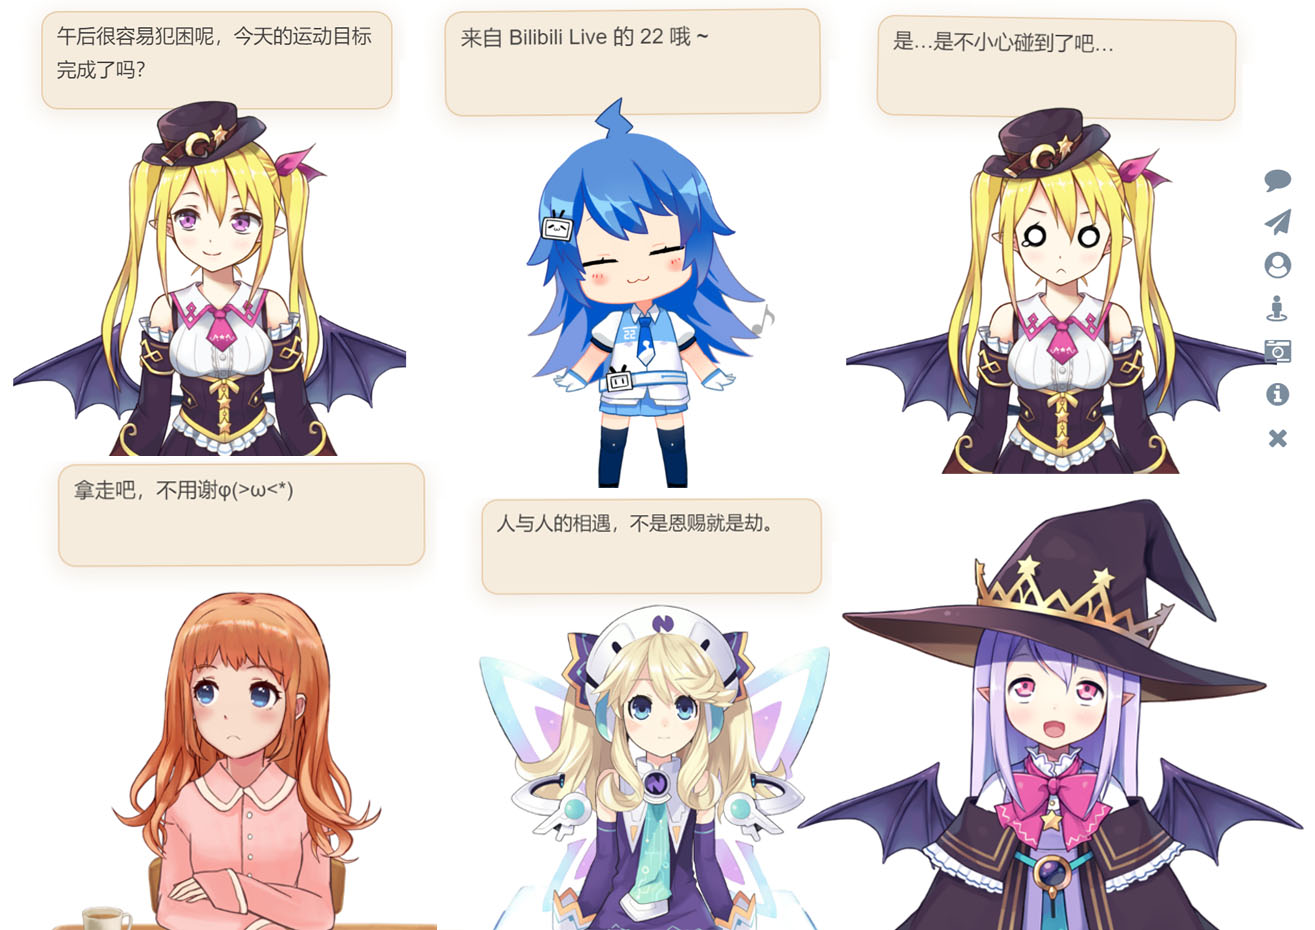 午后很容易犯困呢，今天的运动目标
完成了吗？
来自 Bilibili Live 的 22 哦 ~
是…是不小心碰到了吧…
22
拿走吧，不用谢φ(>ω<*)
人与人的相遇，不是恩赐就是劫。
N
N